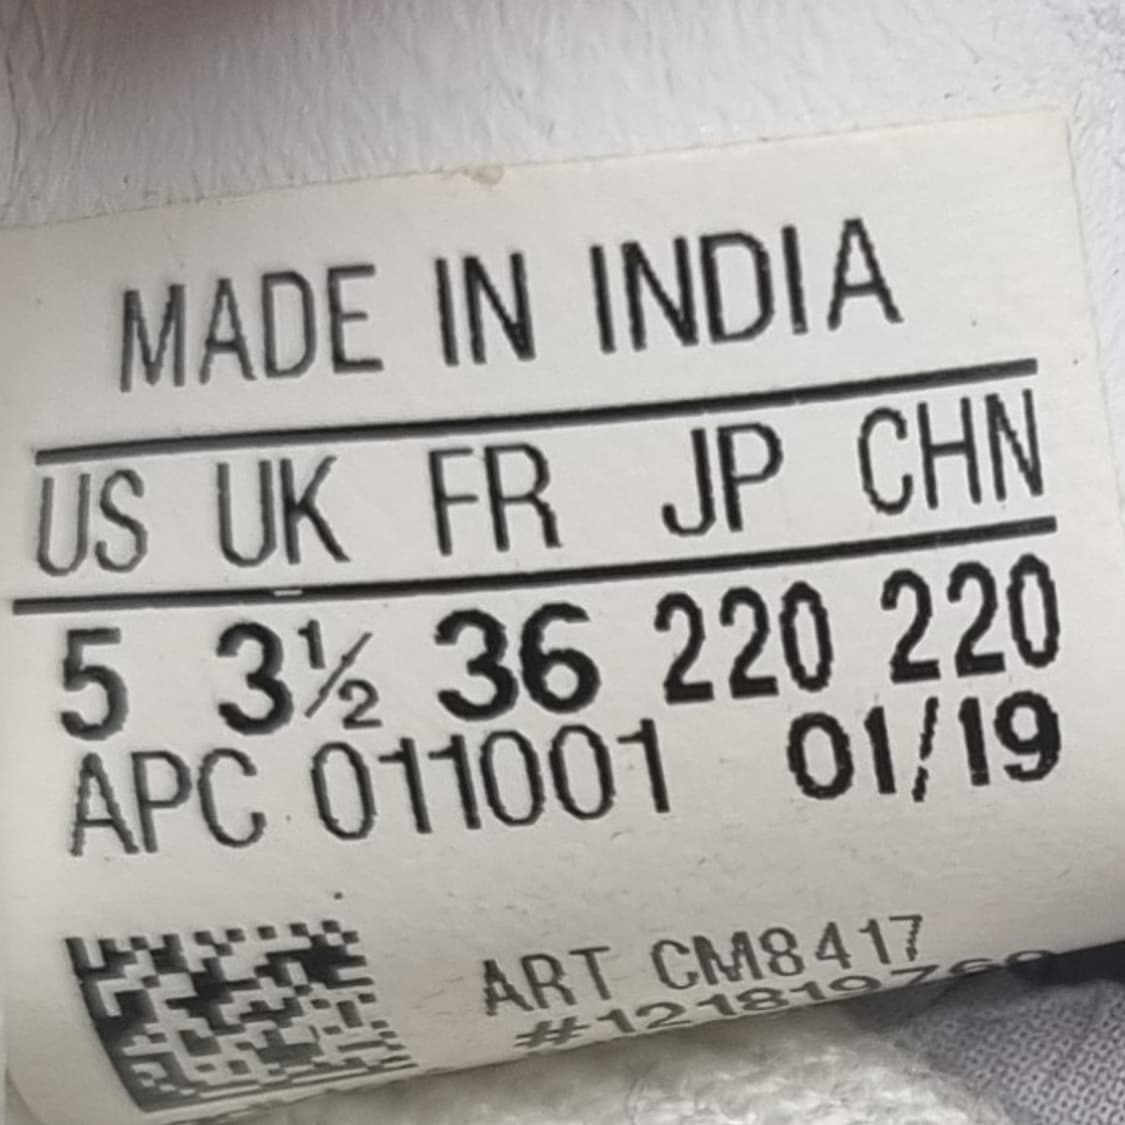 MADE IN INDIA
US UK FR JP CHN
5 3½ 36 220 220
APC 011001 01/19
ART CM8417